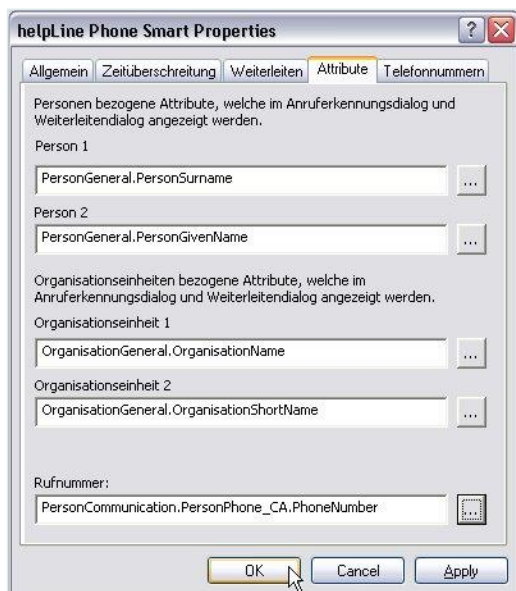 helpLine Phone Smart Properties
Allgemein Zeitüberschreitung Weiterleiten Attribute Telefonnummern
Personen bezogene Attribute, welche im Anruferkennungsdialog und
Weiterleitendialog angezeigt werden.
Person 1
PersonGeneral.PersonSurname
...
Person 2
PersonGeneral.PersonGivenName
...
Organisationseinheiten bezogene Attribute, welche im
Anruferkennungsdialog und Weiterleitendialog angezeigt werden.
Organisationseinheit 1
OrganisationGeneral.OrganisationName
...
Organisationseinheit 2
OrganisationGeneral.OrganisationShortName
...
Rufnummer:
PersonCommunication.PersonPhone_CA.PhoneNumber
...
OK Cancel Apply